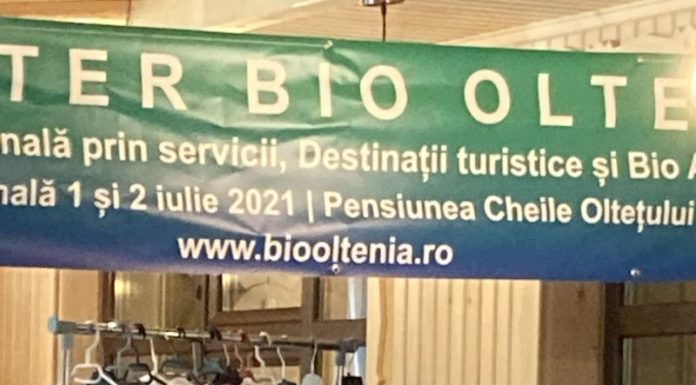 TER BIO OLTE
nală prin servicii, Destinații turistice și Bio A
nală 1 și 2 iulie 2021 | Pensiunea Cheile Oltețului
www.biooltenia.ro